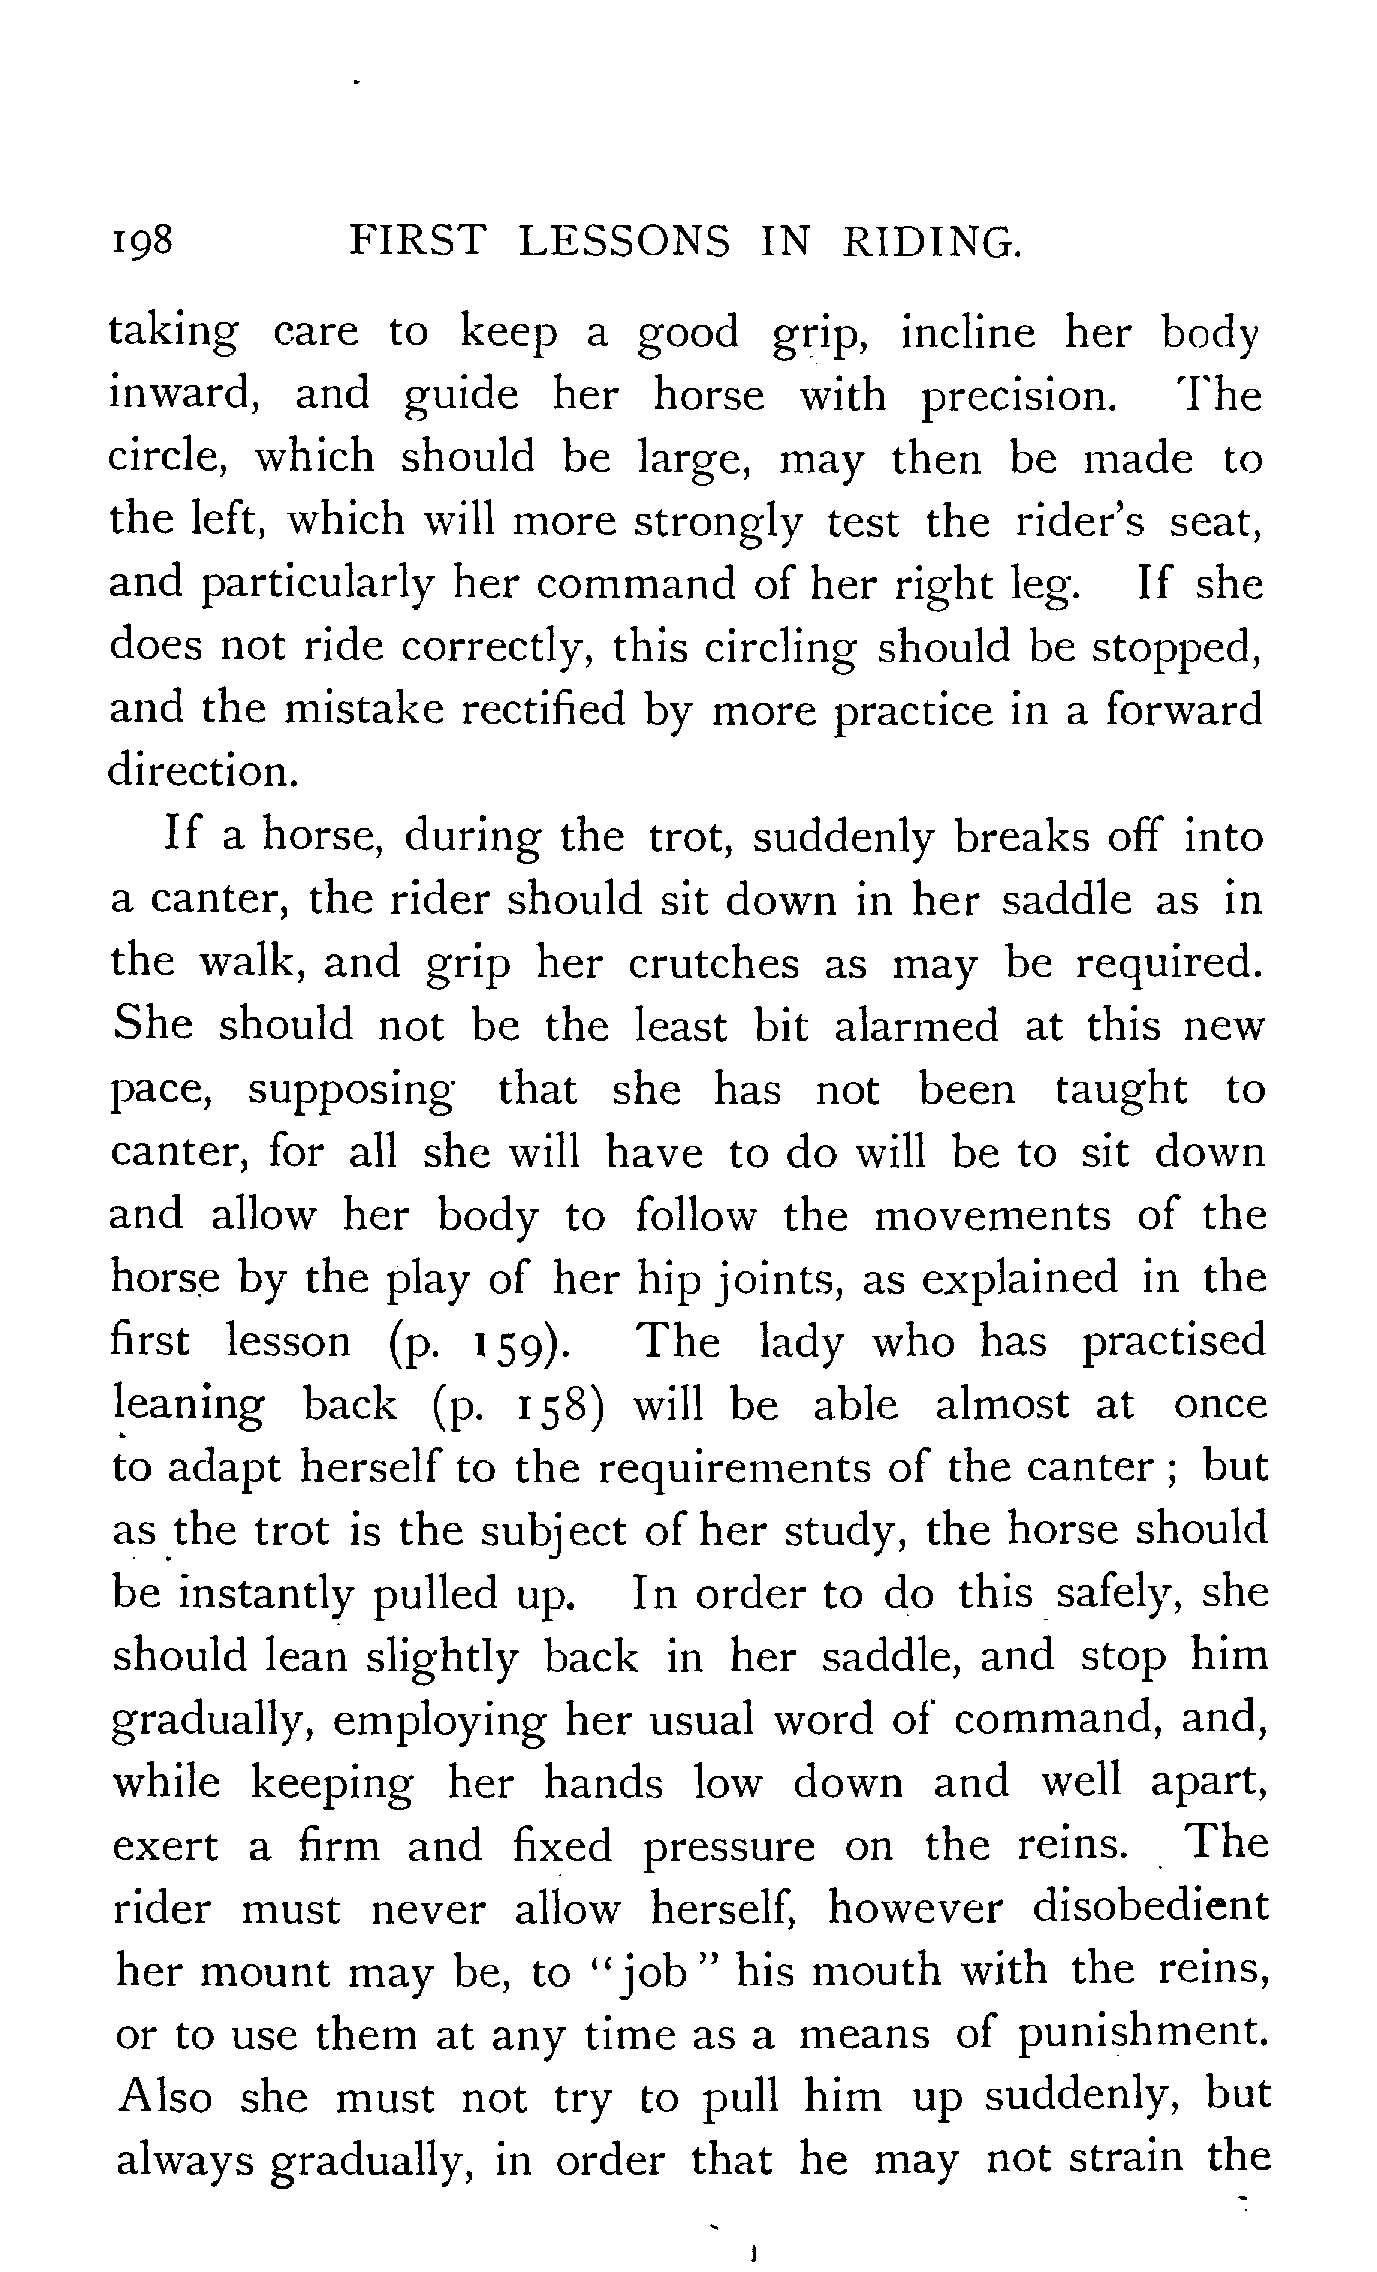 198 FIRST LESSONS IN RIDING.
taking care to keep a good grip, incline her body
inward, and guide her horse with precision. The
circle, which should be large, may then be made to
the left, which will more strongly test the rider's seat,
and particularly her command of her right leg. If she
does not ride correctly, this circling should be stopped,
and the mistake rectified by more practice in a forward
direction.
If a horse, during the trot, suddenly breaks off into
a canter, the rider should sit down in her saddle as in
the walk, and grip her crutches as may be required.
She should not be the least bit alarmed at this new
pace, supposing that she has not been taught to
canter, for all she will have to do will be to sit down
and allow her body to follow the movements of the
horse by the play of her hip joints, as explained in the
first lesson (p. 159). The lady who has practised
leaning back (p. 158) will be able almost at once
to adapt herself to the requirements of the canter ; but
as the trot is the subject of her study, the horse should
be instantly pulled up. In order to do this safely, she
should lean slightly back in her saddle, and stop him
gradually, employing her usual word of command, and,
while keeping her hands low down and well apart,
exert a firm and fixed pressure on the reins. The
rider must never allow herself, however disobedient
her mount may be, to "job" his mouth with the reins,
or to use them at any time as a means of punishment.
Also she must not try to pull him up suddenly, but
always gradually, in order that he may not strain the